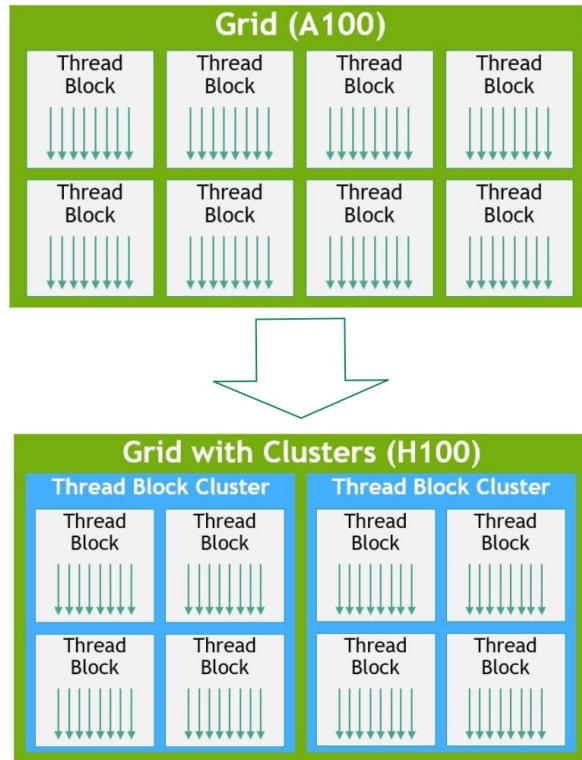 Grid (A100)
Thread Thread Thread Thread
Block Block Block Block
Thread Thread Thread Thread
Block Block Block Block
Grid with Clusters (H100)
Thread Block Cluster Thread Block Cluster
Thread Thread Thread Thread
Block Block Block Block
Thread Thread Thread Thread
Block Block Block Block